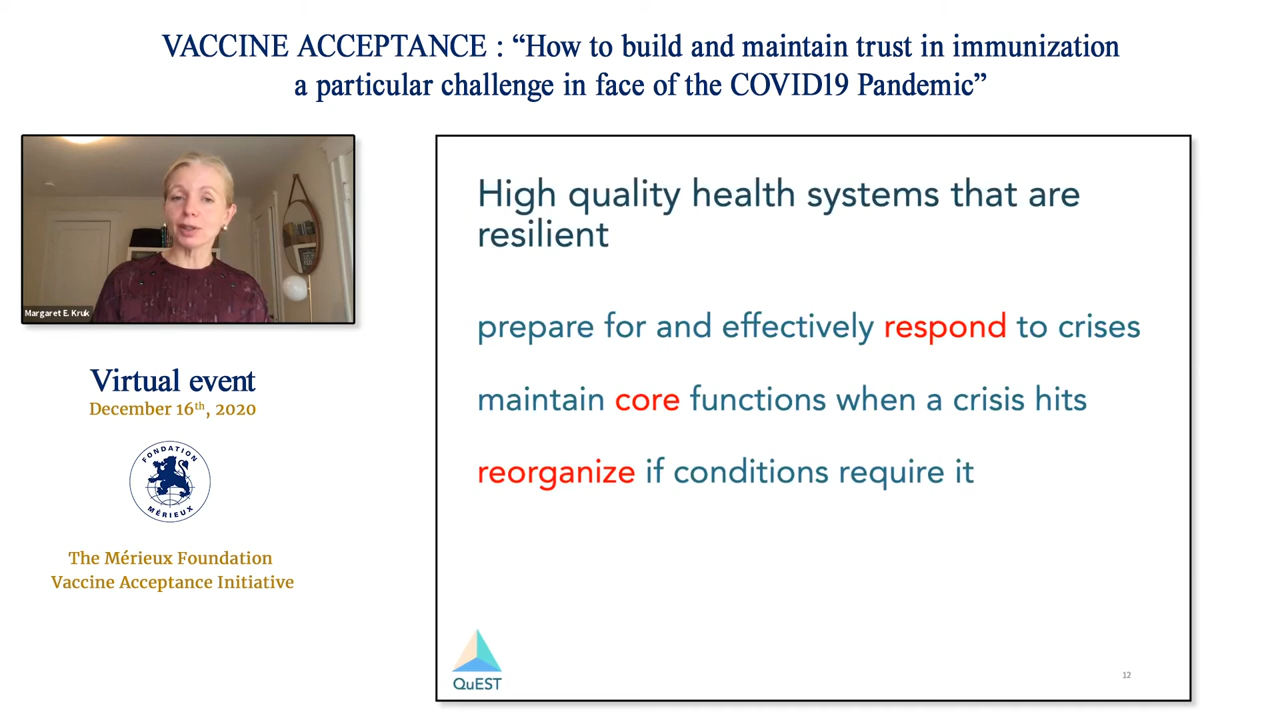 VACCINE ACCEPTANCE : “How to build and maintain trust in immunization
a particular challenge in face of the COVID19 Pandemic”
Margaret E. Kruk
Virtual event
December 16th, 2020
FONDATION
MÉRIEUX
The Mérieux Foundation
Vaccine Acceptance Initiative
High quality health systems that are
resilient
prepare for and effectively respond to crises
maintain core functions when a crisis hits
reorganize if conditions require it
QuEST
12